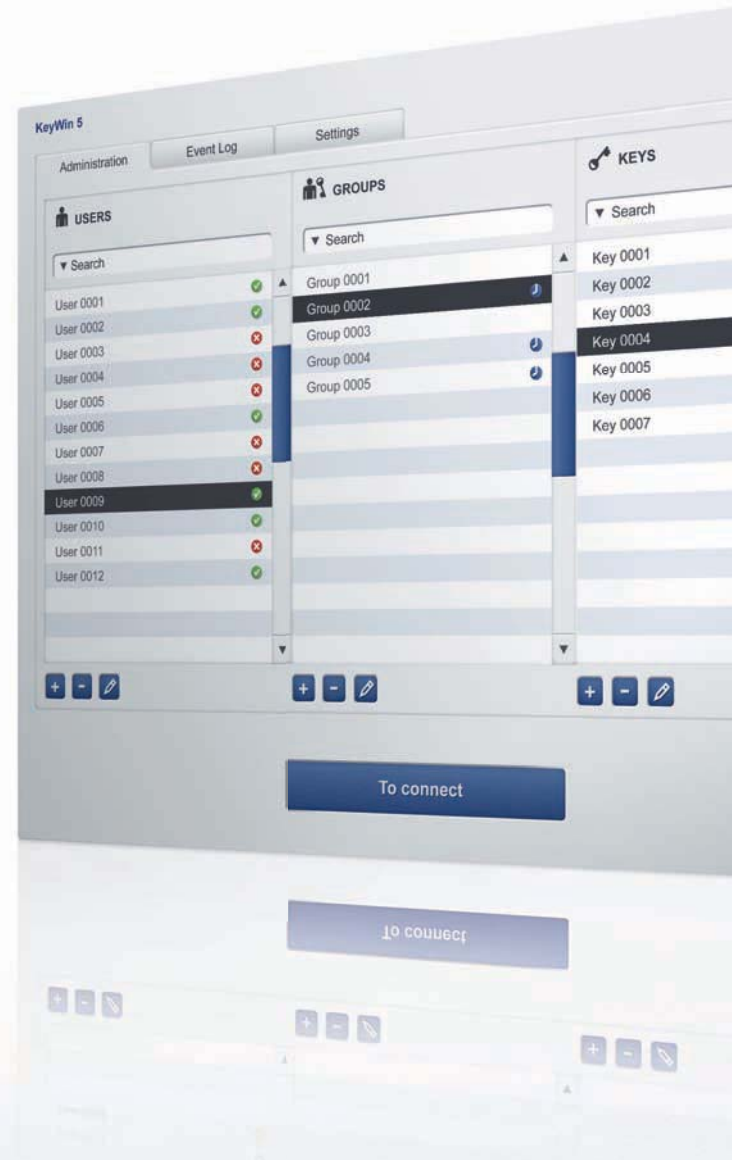 KeyWin 5
Administration
Event Log
Settings
USERS
Search
User 0001
User 0002
User 0003
User 0004
User 0005
User 0006
User 0007
User 0008
User 0009
User 0010
User 0011
User 0012
GROUPS
Search
Group 0001
Group 0002
Group 0003
Group 0004
Group 0005
KEYS
Search
Key 0001
Key 0002
Key 0003
Key 0004
Key 0005
Key 0006
Key 0007
To connect
To connect